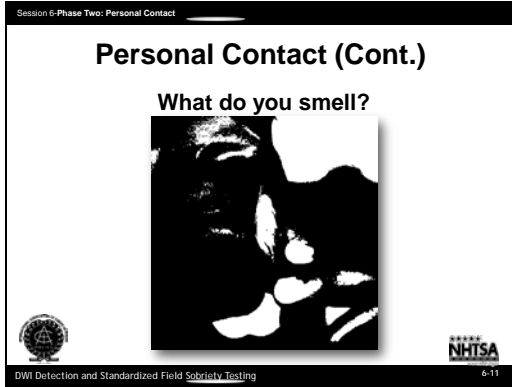 Session 6-Phase Two: Personal Contact
Personal Contact (Cont.)
What do you smell?
NHTSA
DWI Detection and Standardized Field Sobriety Testing
6-11